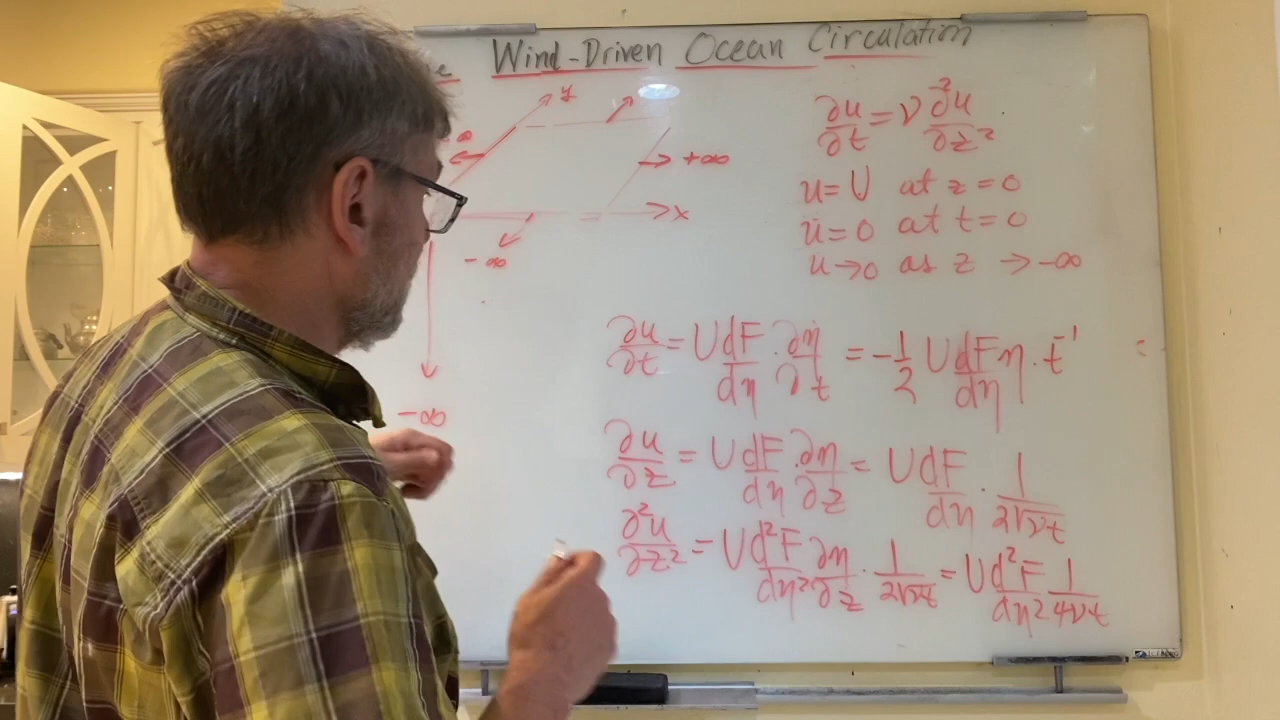 Wind-Driven Ocean Circulation
y
+∞
x
-∞
-∞
∂u/∂t = ν ∂²u/∂z²
u = U at z = 0
u = 0 at t = 0
u → 0 as z → -∞
∂u/∂t = U dF/dη · ∂η/∂t = -1/2 U dF/dη η · t⁻¹ =
∂u/∂z = U dF/dη · ∂η/∂z = U dF/dη · 1/2√νt
∂²u/∂z² = U d²F/dη² ∂η/∂z · 1/2√νt = U d²F/dη² 1/4νt